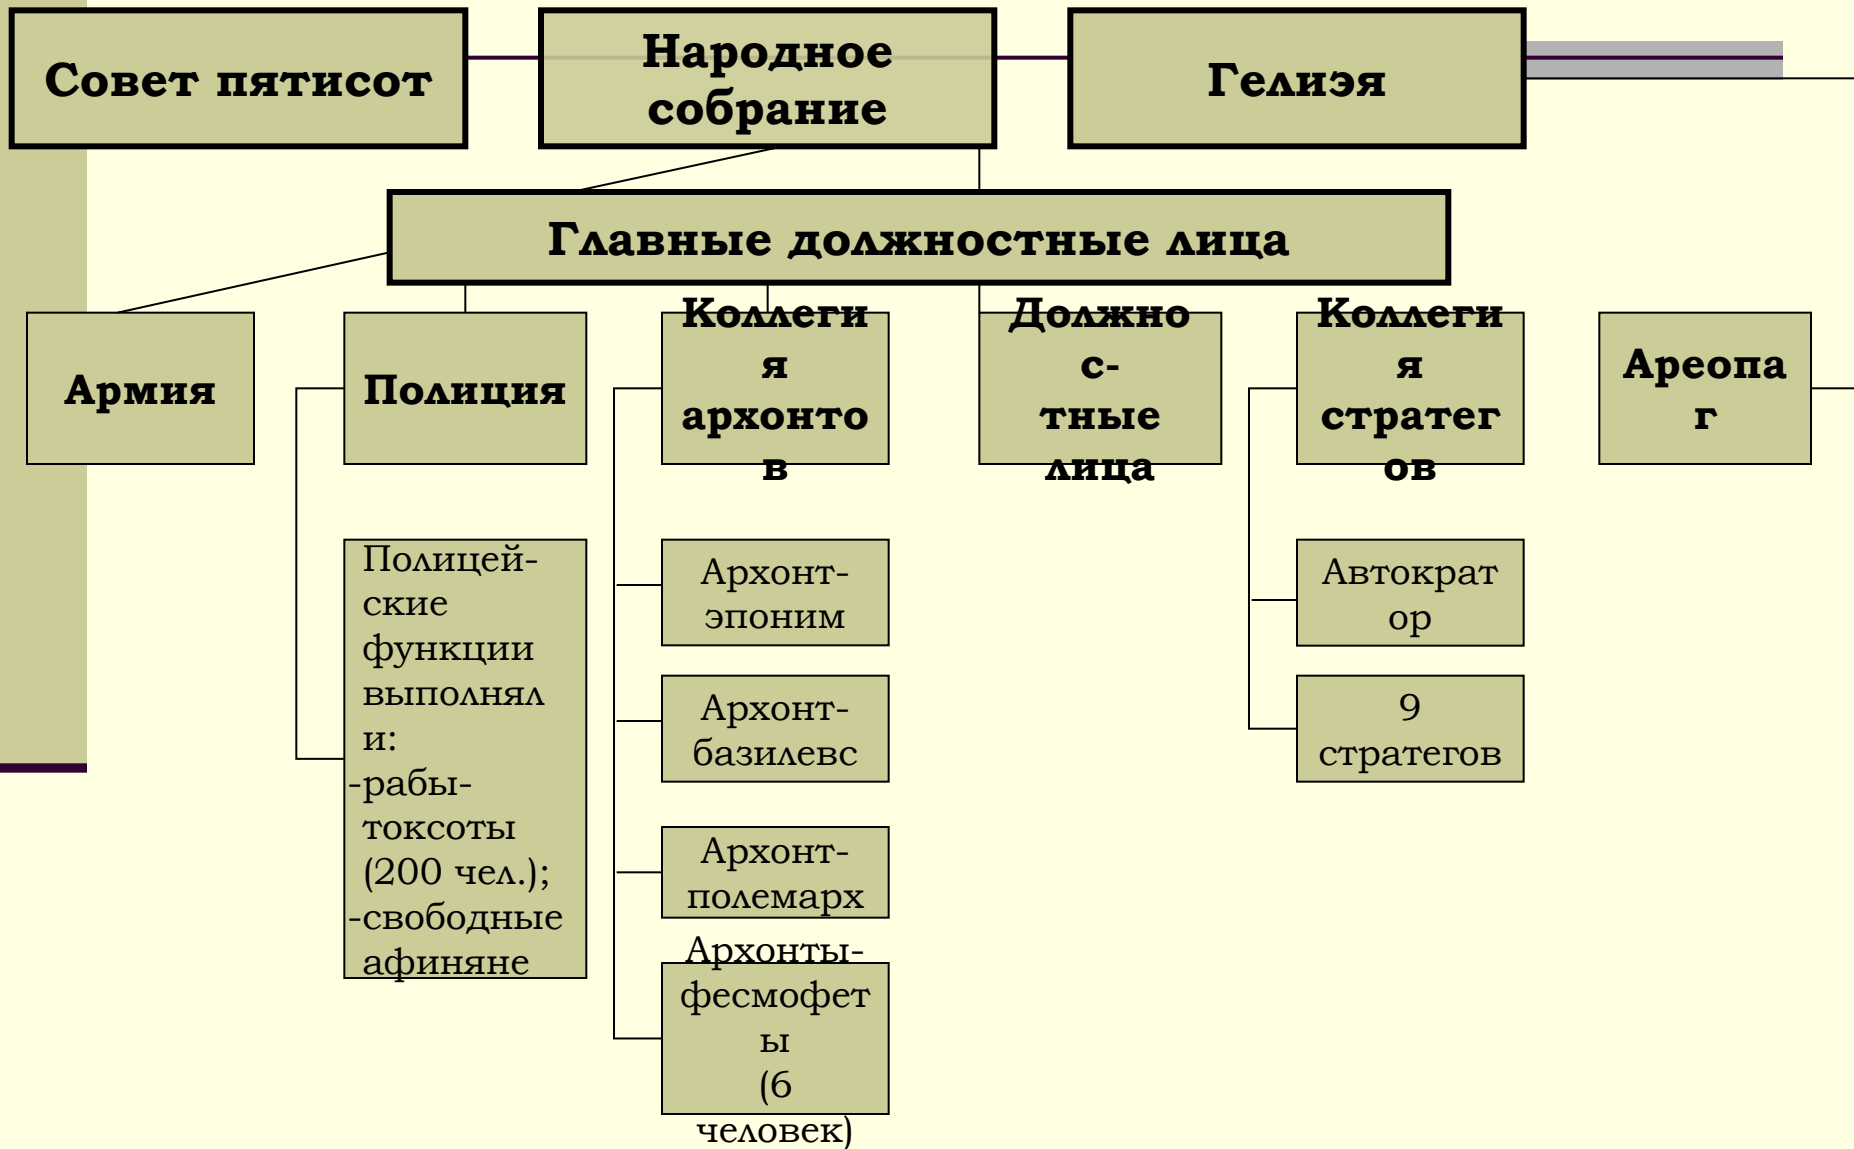 Совет пятисот
Народное
собрание
Гелиэя
Главные должностные лица
Армия
Полиция
Коллеги
я
архонто
в
Должно
с-
тные
лица
Коллеги
я
стратег
ов
Ареопа
г
Полицей-
ские
функции
выполнял
и:
-рабы-
токсоты
(200 чел.);
-свободные
афиняне
Архонт-
эпоним
Архонт-
базилевс
Архонт-
полемарх
Архонты-
фесмофет
ы
(6
человек)
Автократ
ор
9
стратегов